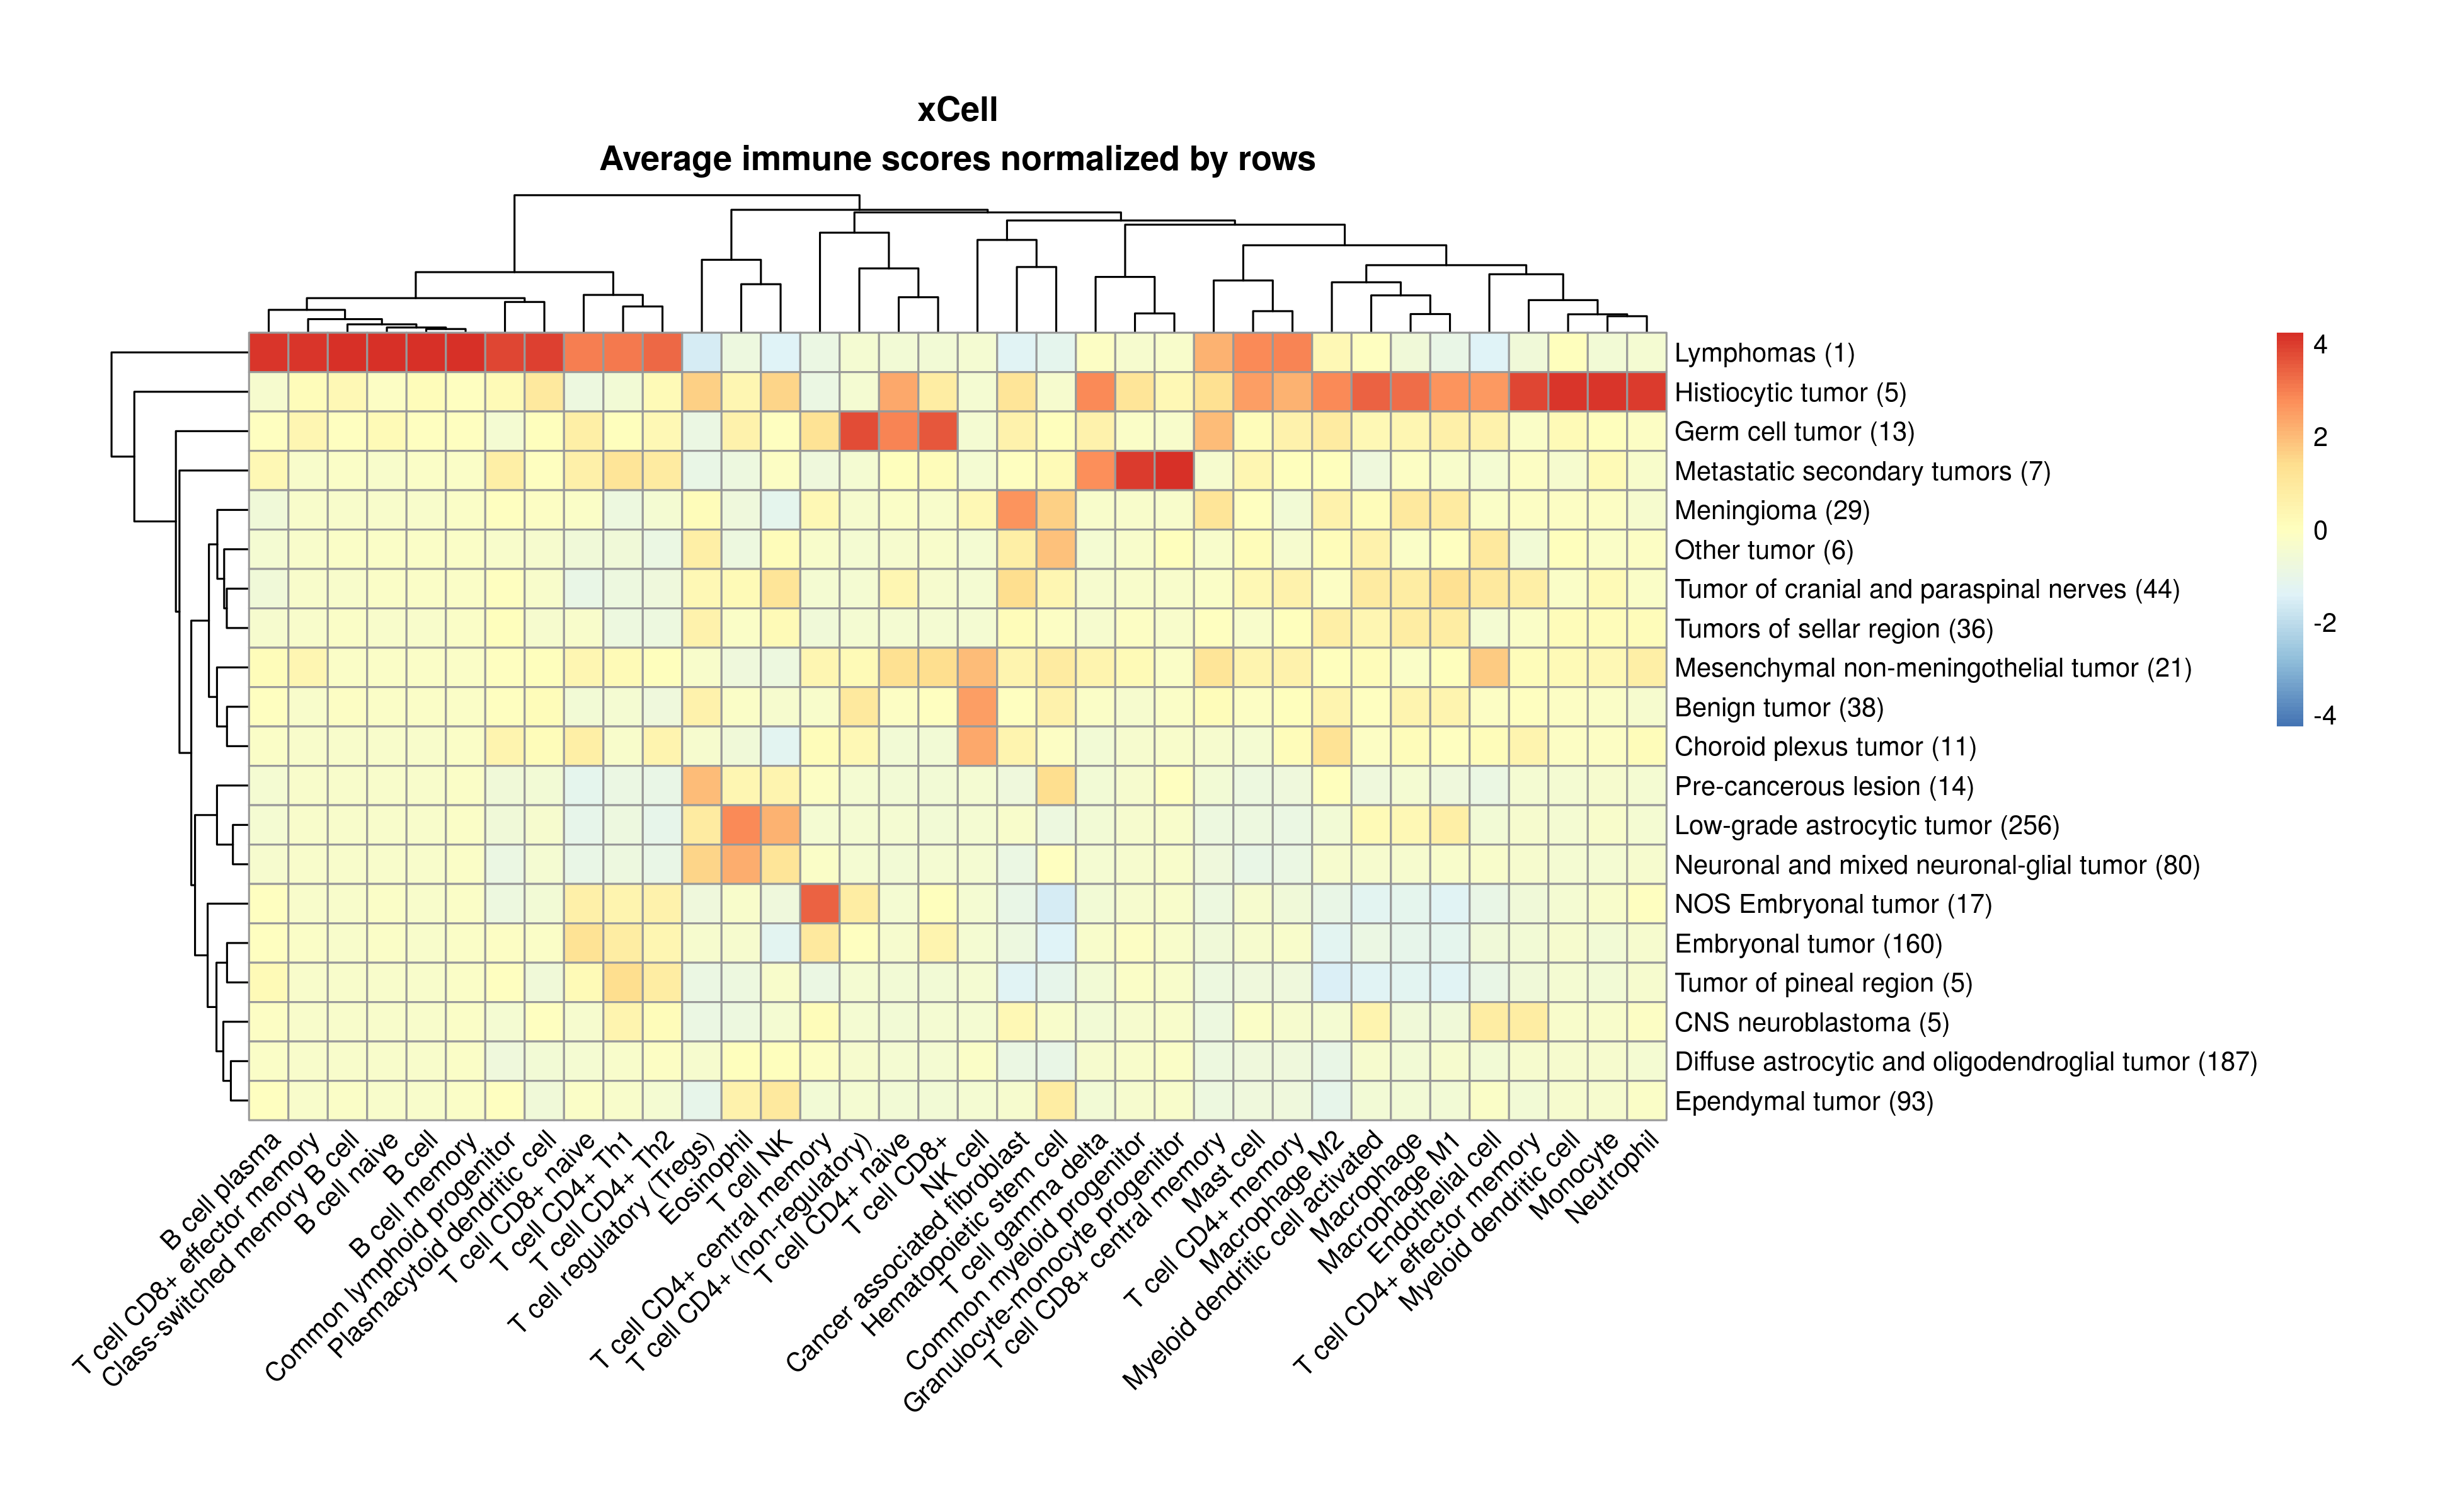 xCell
Average immune scores normalized by rows
Lymphomas (1)
Histiocytic tumor (5)
Germ cell tumor (13)
Metastatic secondary tumors (7)
Meningioma (29)
Other tumor (6)
Tumor of cranial and paraspinal nerves (44)
Tumors of sellar region (36)
Mesenchymal non-meningothelial tumor (21)
Benign tumor (38)
Choroid plexus tumor (11)
Pre-cancerous lesion (14)
Low-grade astrocytic tumor (256)
Neuronal and mixed neuronal-glial tumor (80)
NOS Embryonal tumor (17)
Embryonal tumor (160)
Tumor of pineal region (5)
CNS neuroblastoma (5)
Diffuse astrocytic and oligodendroglial tumor (187)
Ependymal tumor (93)
4
2
0
-2
-4
B cell plasma
T cell CD8+ effector memory
Class-switched memory B cell
B cell naive
B cell
B cell memory
Common lymphoid progenitor
Plasmacytoid dendritic cell
T cell CD8+ naive
T cell CD4+ Th1
T cell CD4+ Th2
T cell regulatory (Tregs)
Eosinophil
T cell NK
T cell CD4+ central memory
T cell CD4+ (non-regulatory)
T cell CD4+ naive
T cell CD8+
NK cell
Cancer associated fibroblast
Hematopoietic stem cell
T cell gamma delta
Common myeloid progenitor
Granulocyte-monocyte progenitor
T cell CD8+ central memory
Mast cell
T cell CD4+ memory
Macrophage M2
Myeloid dendritic cell activated
Macrophage
Macrophage M1
Endothelial cell
T cell CD4+ effector memory
Myeloid dendritic cell
Monocyte
Neutrophil